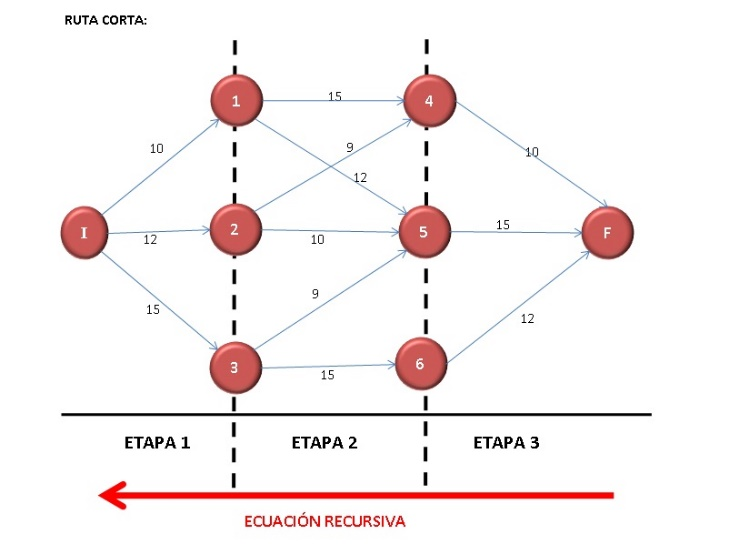 RUTA CORTA:
1
15
4
10
9
12
10
I
12
2
10
5
15
F
15
9
12
3
15
6
ETAPA 1
ETAPA 2
ETAPA 3
ECUACIÓN RECURSIVA